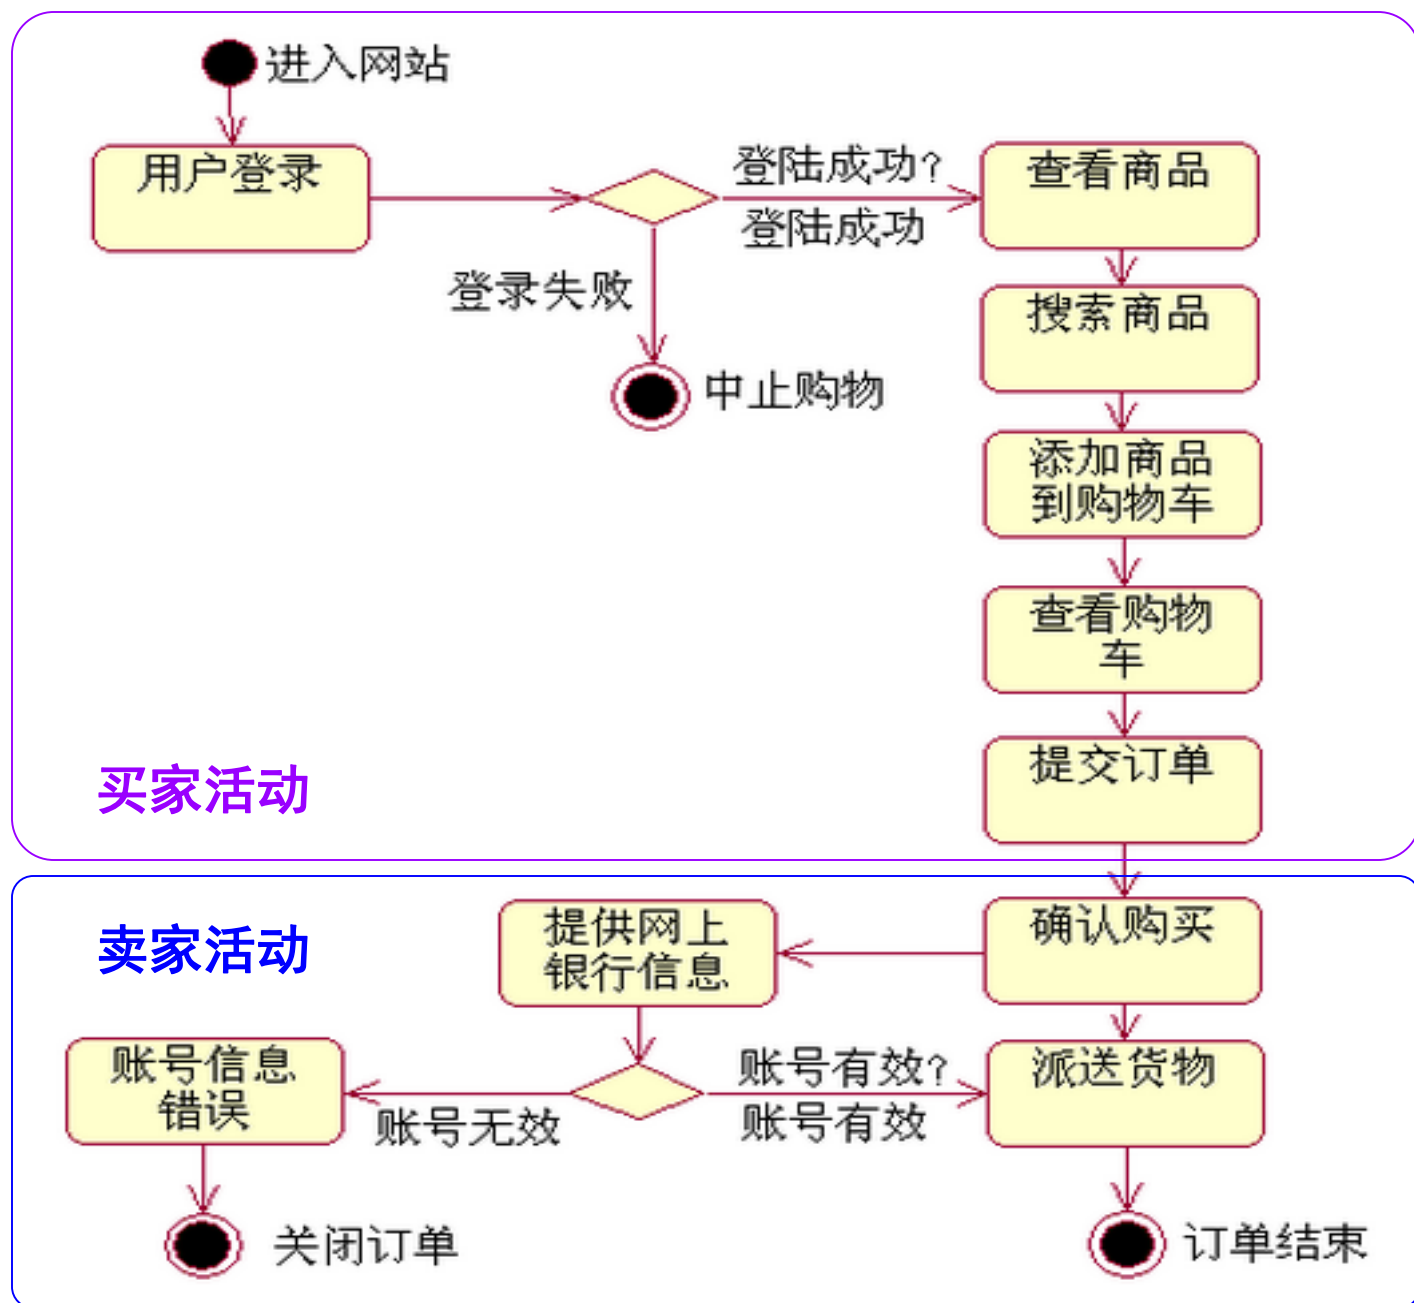 进入网站
用户登录
登陆成功?
登陆成功
登录失败
中止购物
查看商品
搜索商品
添加商品
到购物车
查看购物
车
提交订单
买家活动
卖家活动
确认购买
提供网上
银行信息
账号有效?
账号有效
账号无效
账号信息
错误
派送货物
关闭订单
订单结束